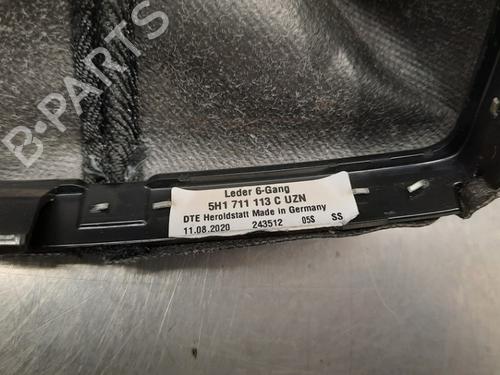 B-PARTS
Leder 6-Gang
5H1 711 113 C UZN
DTE Heroldstatt Made in Germany
11.08.2020 243512 05S SS